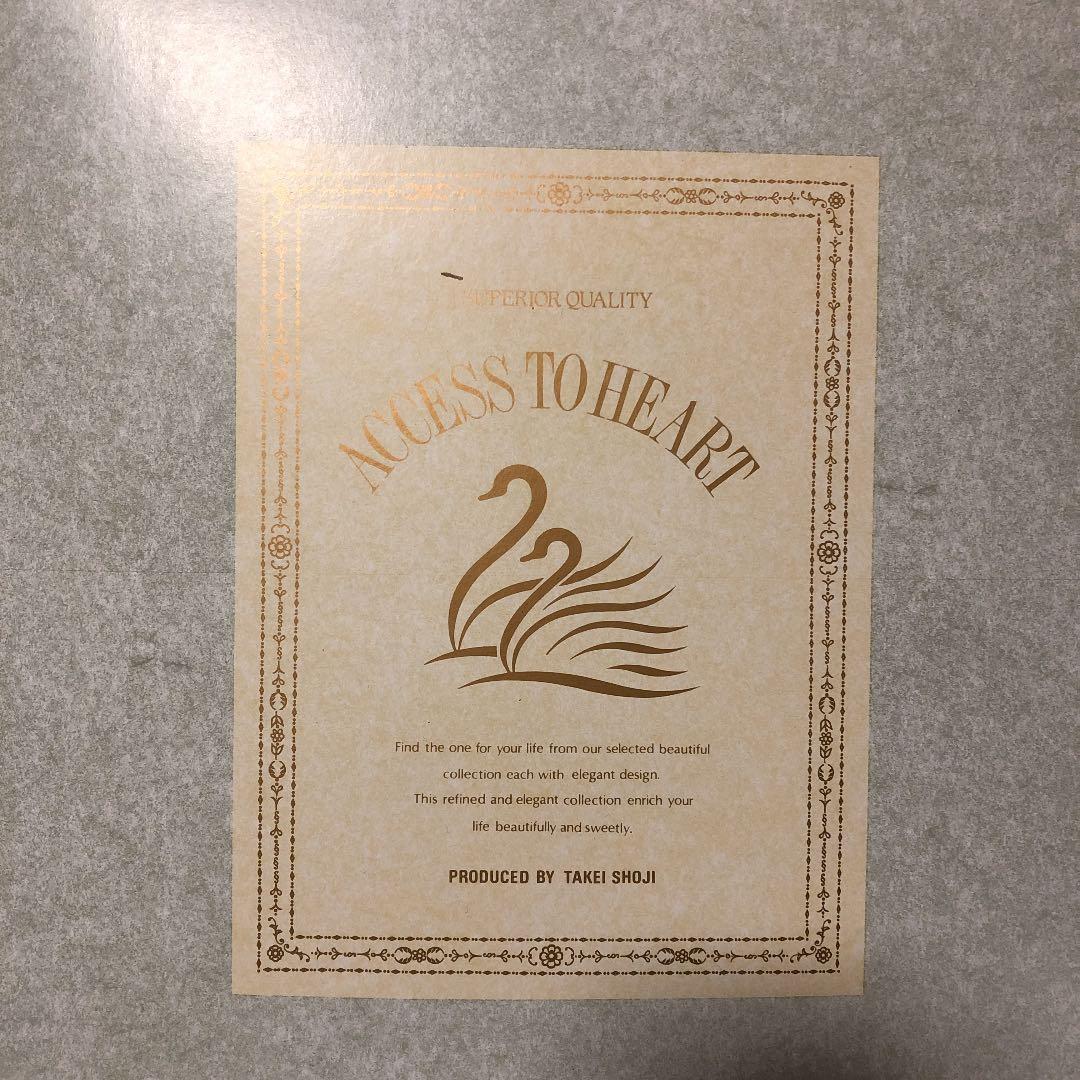 SUPERIOR QUALITY
ACCESS TO HEART
Find the one for your life from our selected beautiful
collection each with elegant design.
This refined and elegant collection enrich your
life beautifully and sweetly.
PRODUCED BY TAKEI SHOJI